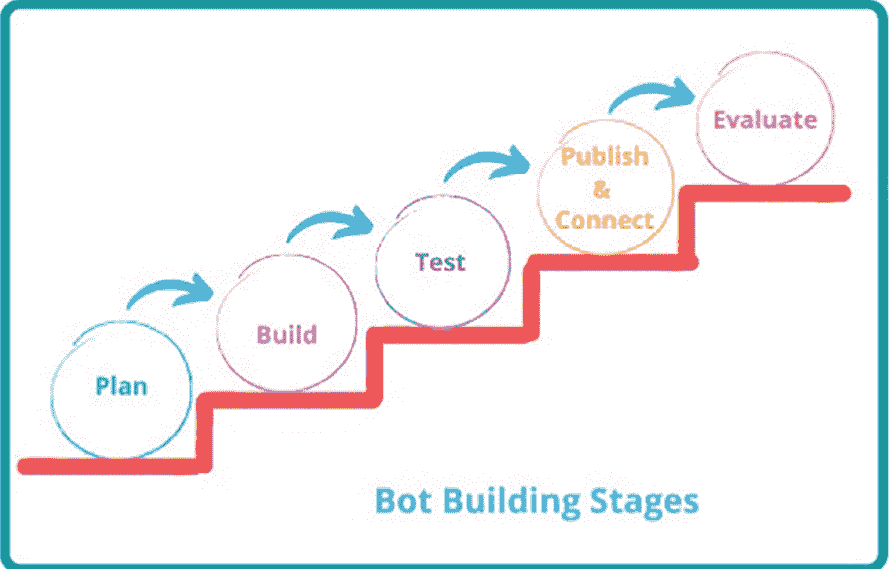 Plan
Build
Test
Publish
&
Connect
Evaluate
Bot Building Stages